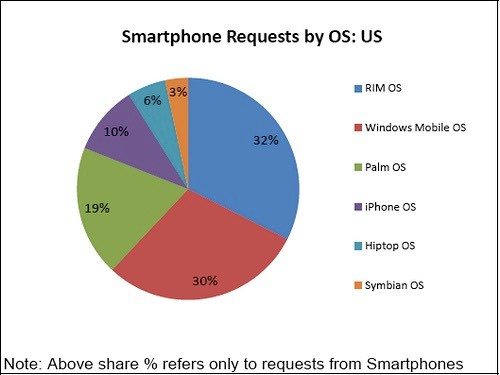 Smartphone Requests by OS: US
3%
6%
10%
32%
19%
30%
RIM OS
Windows Mobile OS
Palm OS
iPhone OS
Hiptop OS
Symbian OS
Note: Above share % refers only to requests from Smartphones